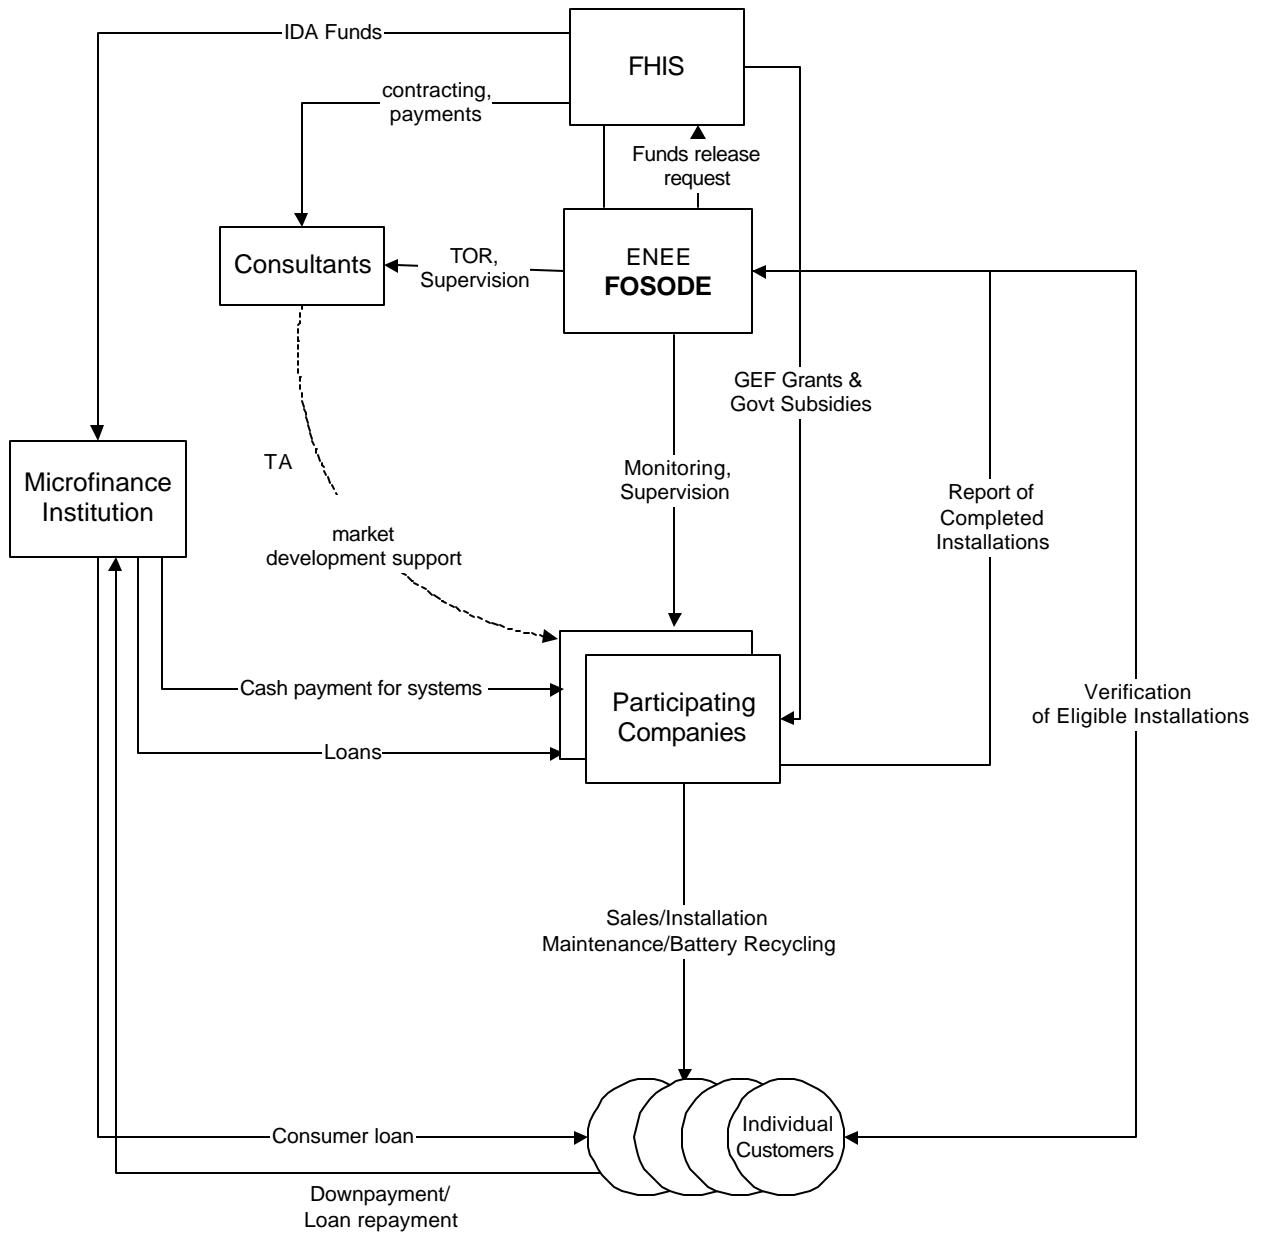 IDA Funds
FHIS
contracting,
payments
Funds release
request
Consultants
TOR,
Supervision
ENEE
FOSODE
GEF Grants &
Govt Subsidies
TA
Monitoring,
Supervision
Microfinance
Institution
Report of
Completed
Installations
market
development support
Cash payment for systems
Participating
Companies
Verification
of Eligible Installations
Loans
Sales/Installation
Maintenance/Battery Recycling
Individual
Customers
Consumer loan
Downpayment/
Loan repayment